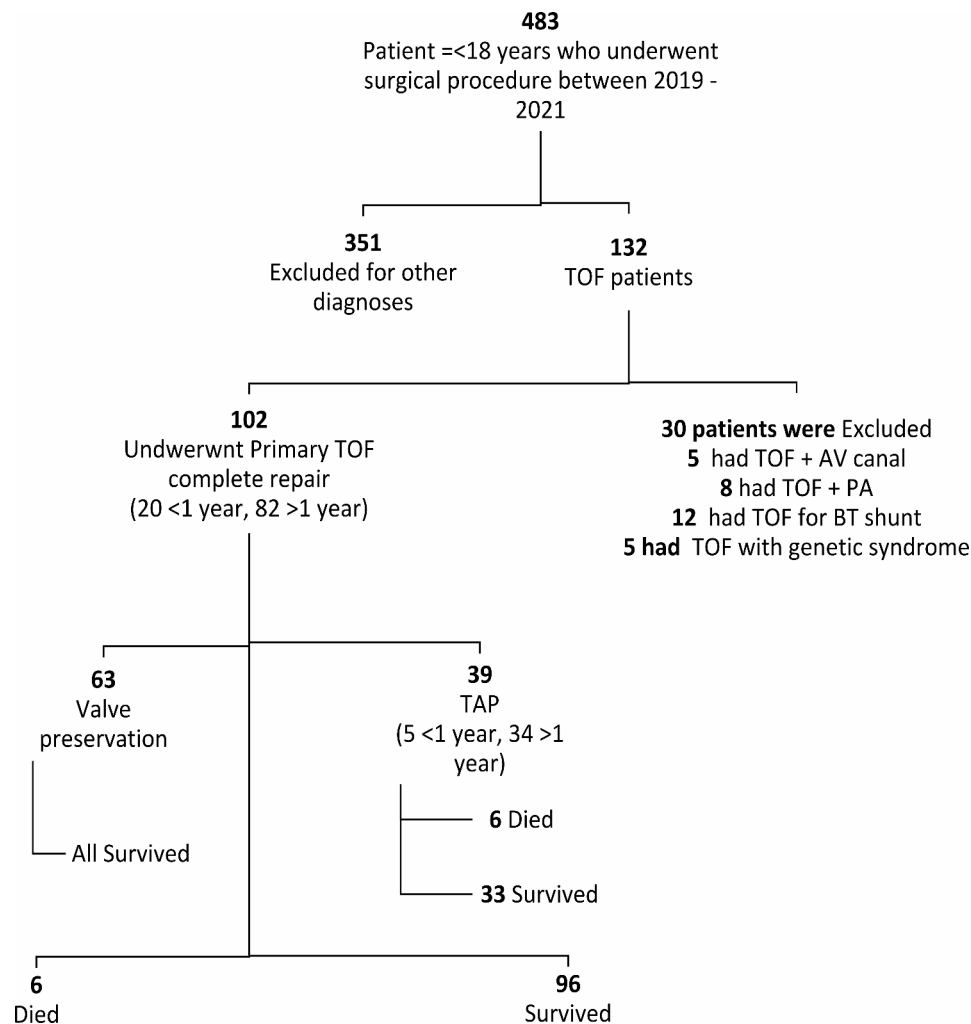 483
Patient =<18 years who underwent
surgical procedure between 2019 -
2021
351
Excluded for other
diagnoses
132
TOF patients
102
Undwerwnt Primary TOF
complete repair
(20 <1 year, 82 >1 year)
30 patients were Excluded
5 had TOF + AV canal
8 had TOF + PA
12 had TOF for BT shunt
5 had TOF with genetic syndrome
63
Valve
preservation
All Survived
39
TAP
(5 <1 year, 34 >1
year)
6 Died
33 Survived
6
Died
96
Survived